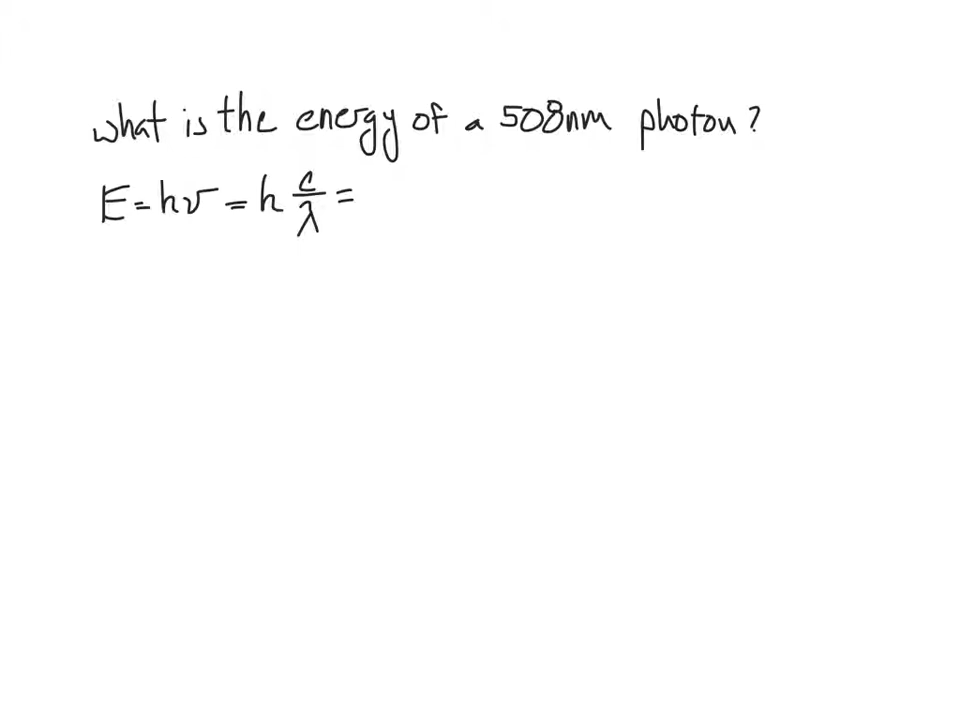 what is the energy of a 508nm photon?
E = hν = h c/λ =